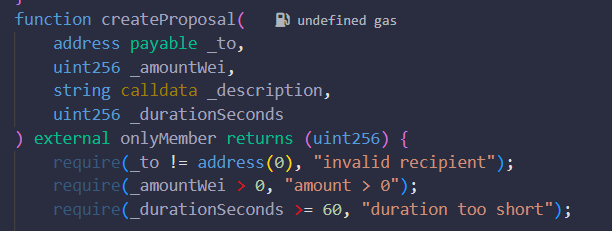 function createProposal( undefined gas
address payable _to,
uint256 _amountWei,
string calldata _description,
uint256 _durationSeconds
) external onlyMember returns (uint256) {
require(_to != address(0), "invalid recipient");
require(_amountWei > 0, "amount > 0");
require(_durationSeconds >= 60, "duration too short");